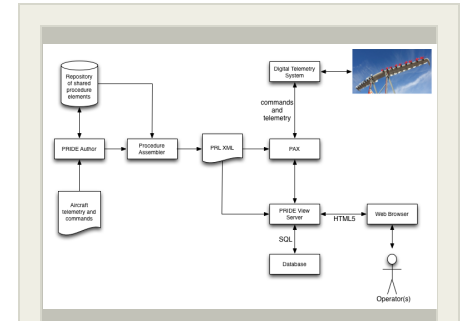 Repository
of shared
procedure
elements
Digital Telemetry
System
commands
and
telemetry
PRIDE Author
Procedure
Assembler
PRL XML
PAX
Aircraft
telemetry and
commands
PRIDE View
Server
HTML5
Web Browser
SQL
Database
Operator(s)